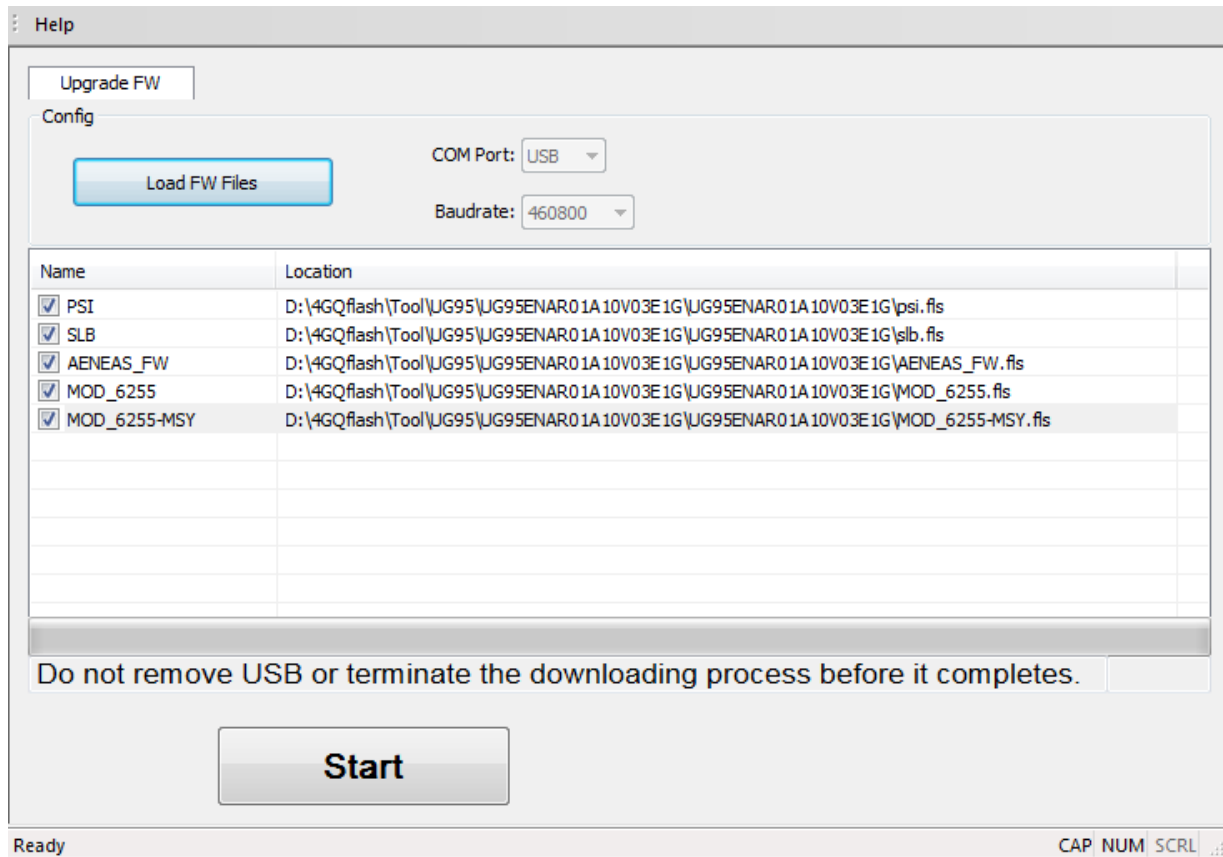 Help
Upgrade FW
Config
Load FW Files
COM Port: USB
Baudrate: 460800
Name Location
PSI D:\4GQflash\Tool\UG95\UG95ENAR01A10V03E1G\UG95ENAR01A10V03E1G\psi.fls
SLB D:\4GQflash\Tool\UG95\UG95ENAR01A10V03E1G\UG95ENAR01A10V03E1G\slb.fls
AENEAS_FW D:\4GQflash\Tool\UG95\UG95ENAR01A10V03E1G\UG95ENAR01A10V03E1G\AENEAS_FW.fls
MOD_6255 D:\4GQflash\Tool\UG95\UG95ENAR01A10V03E1G\UG95ENAR01A10V03E1G\MOD_6255.fls
MOD_6255-MSY D:\4GQflash\Tool\UG95\UG95ENAR01A10V03E1G\UG95ENAR01A10V03E1G\MOD_6255-MSY.fls
Do not remove USB or terminate the downloading process before it completes.
Start
Ready CAP NUM SCRL